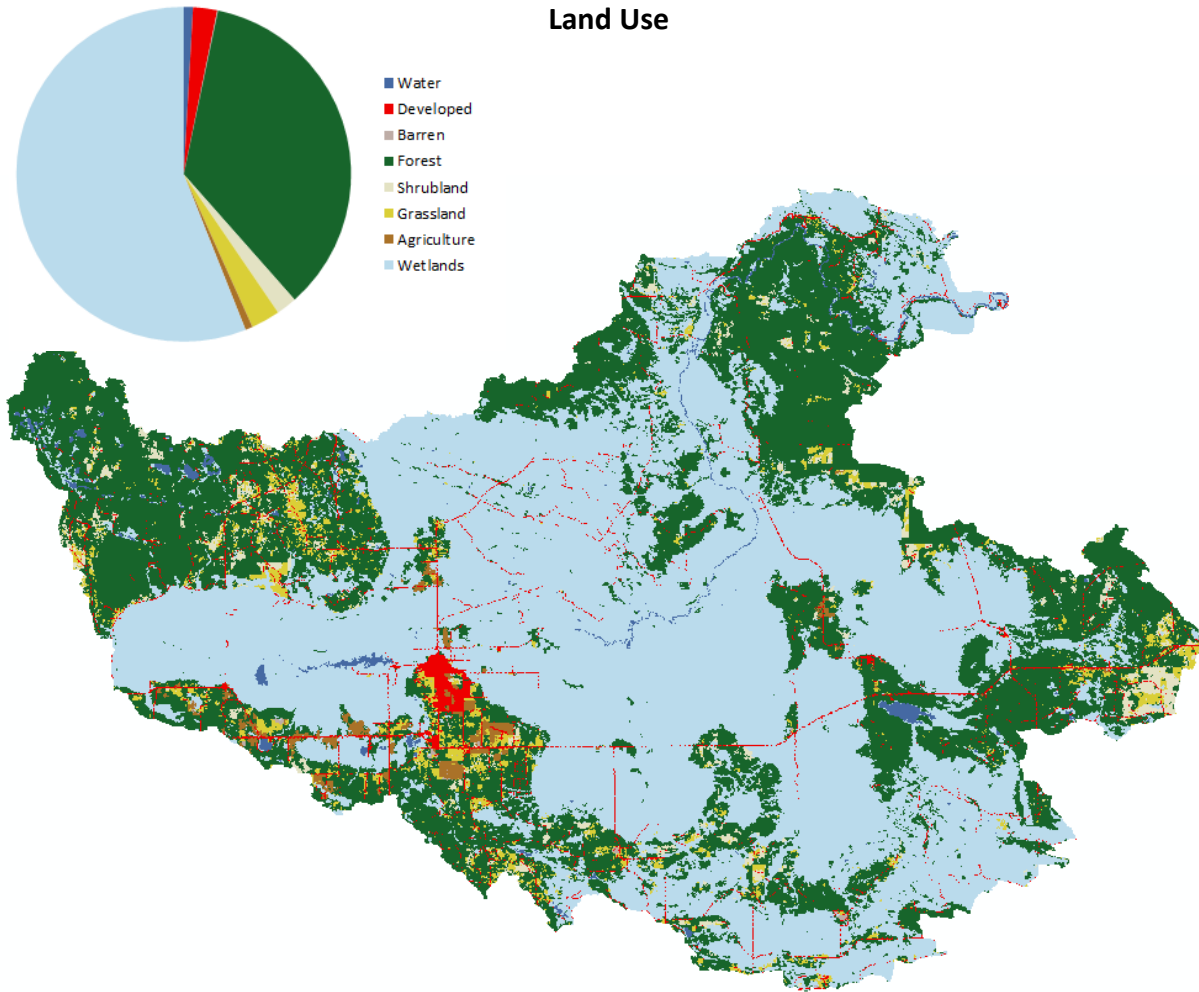 Land Use
Water
Developed
Barren
Forest
Shrubland
Grassland
Agriculture
Wetlands